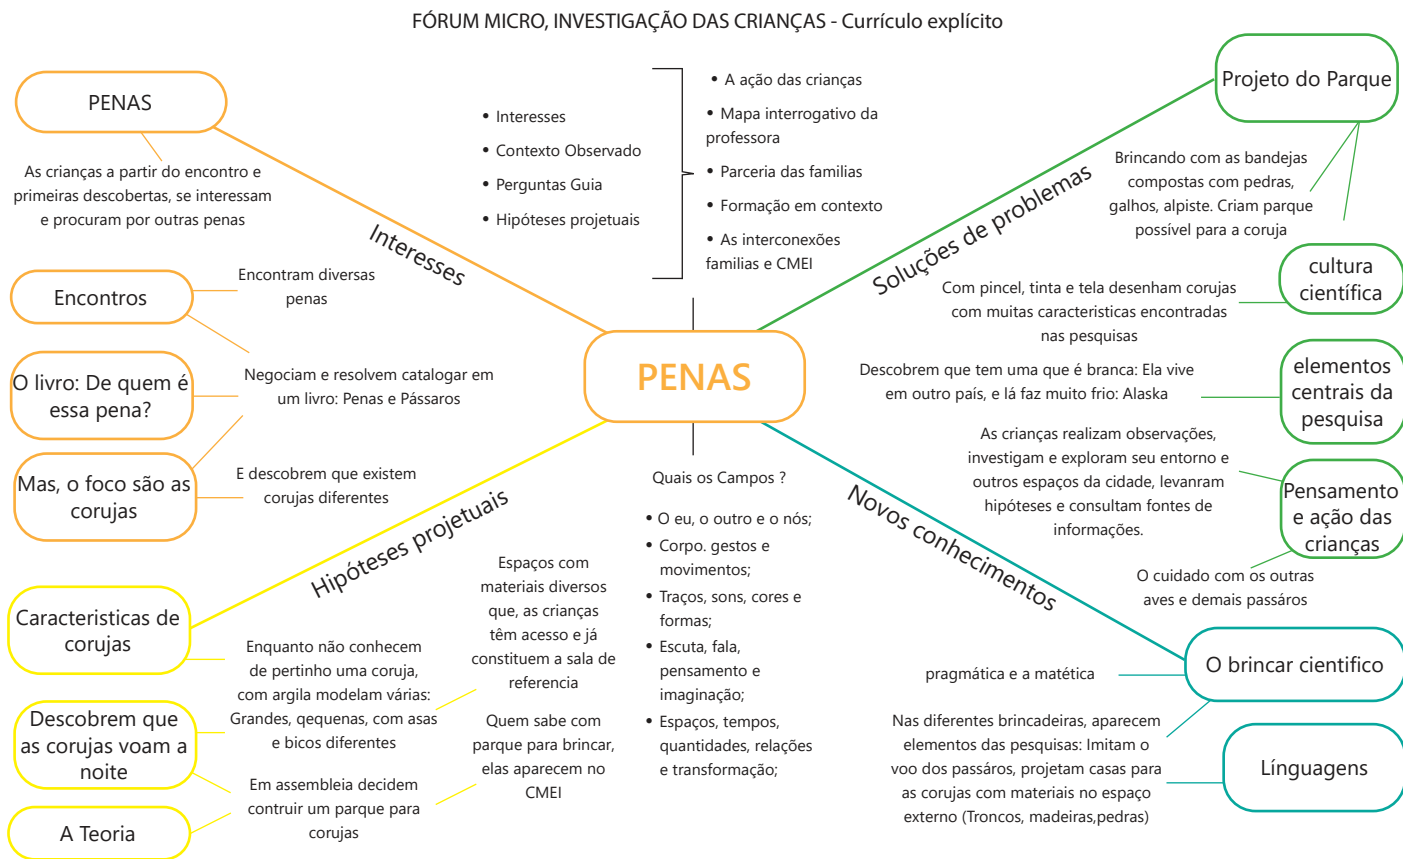 FÓRUM MICRO, INVESTIGAÇÃO DAS CRIANÇAS - Currículo explícito
PENAS
As crianças a partir do encontro e
primeiras descobertas, se interessam
e procuram por outras penas
Interesses
Encontros
Encontram diversas
penas
O livro: De quem é
essa pena?
Negociam e resolvem catalogar em
um livro: Penas e Pássaros
Mas, o foco são as
corujas
E descobrem que existem
corujas diferentes
• Interesses
• Contexto Observado
• Perguntas Guia
• Hipóteses projetuais
• A ação das crianças
• Mapa interrogativo da
professora
• Parceria das familias
• Formação em contexto
• As interconexões
familias e CMEI
PENAS
Soluções de problemas
Projeto do Parque
Brincando com as bandejas
compostas com pedras,
galhos, alpiste. Criam parque
possível para a coruja
cultura
científica
Com pincel, tinta e tela desenham corujas
com muitas caracteristicas encontradas
nas pesquisas
elementos
centrais da
pesquisa
Descobrem que tem uma que é branca: Ela vive
em outro país, e lá faz muito frio: Alaska
As crianças realizam observações,
investigam e exploram seu entorno e
outros espaços da cidade, levanram
hipóteses e consultam fontes de
informações.
Pensamento
e ação das
crianças
O cuidado com os outras
aves e demais passáros
Hipóteses projetuais
Caracteristicas de
corujas
Enquanto não conhecem
de pertinho uma coruja,
com argila modelam várias:
Grandes, qequenas, com asas
e bicos diferentes
Espaços com
materiais diversos
que, as crianças
têm acesso e já
constituem a sala de
referencia
Descobrem que
as corujas voam a
noite
Quem sabe com
parque para brincar,
elas aparecem no
CMEI
Em assembleia decidem
contruir um parque para
corujas
A Teoria
Quais os Campos ?
• O eu, o outro e o nós;
• Corpo. gestos e
movimentos;
• Traços, sons, cores e
formas;
• Escuta, fala,
pensamento e
imaginação;
• Espaços, tempos,
quantidades, relações
e transformação;
Novos conhecimentos
O brincar cientifico
pragmática e a matética
Nas diferentes brincadeiras, aparecem
elementos das pesquisas: Imitam o
voo dos passáros, projetam casas para
as corujas com materiais no espaço
externo (Troncos, madeiras,pedras)
Línguagens